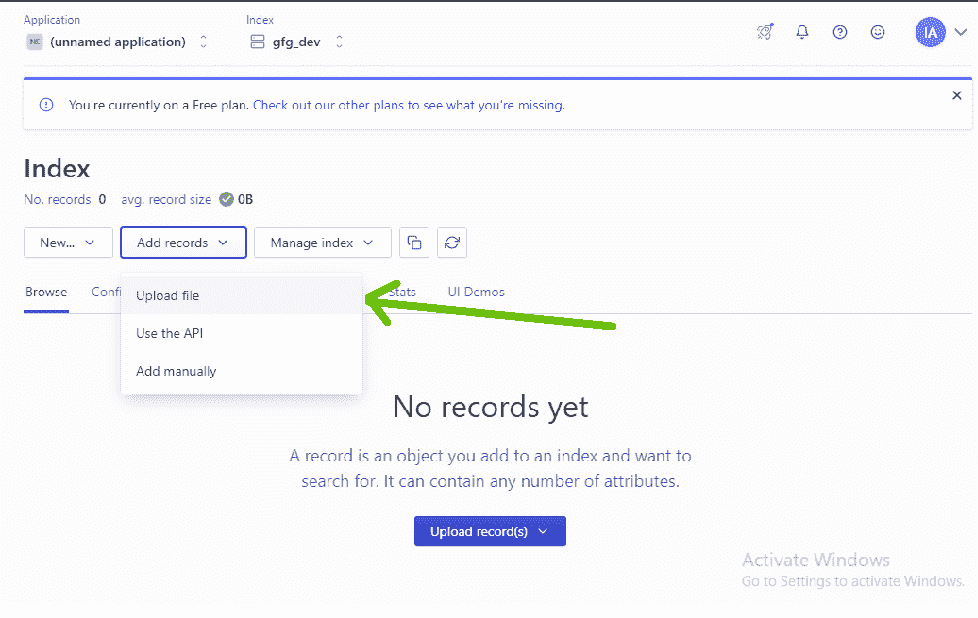 Application
Index
(unnamed application)
gfg_dev
IA
You're currently on a Free plan. Check out our other plans to see what you're missing.
Index
No. records 0 avg. record size 0B
New...
Add records
Manage index
Browse
Confi
Stats
UI Demos
Upload file
Use the API
Add manually
No records yet
A record is an object you add to an index and want to
search for. It can contain any number of attributes.
Upload record(s)
Activate Windows
Go to Settings to activate Windows.